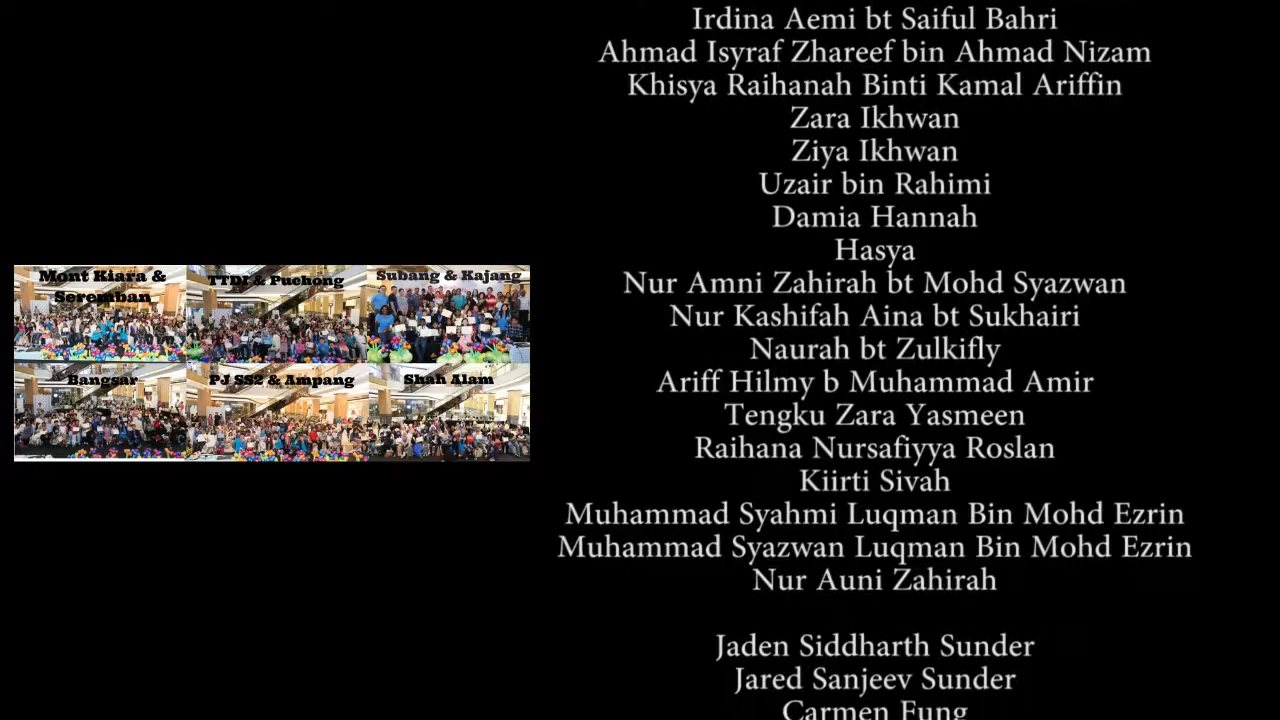 Mont Kiara &
Seremban
TTDI & Puchong
Subang & Kajang
Bangsar
PJ SS2 & Ampang
Shah Alam
Irdina Aemi bt Saiful Bahri
Ahmad Isyraf Zhareef bin Ahmad Nizam
Khisya Raihanah Binti Kamal Ariffin
Zara Ikhwan
Ziya Ikhwan
Uzair bin Rahimi
Damia Hannah
Hasya
Nur Amni Zahirah bt Mohd Syazwan
Nur Kashifah Aina bt Sukhairi
Naurah bt Zulkifly
Ariff Hilmy b Muhammad Amir
Tengku Zara Yasmeen
Raihana Nursafiyya Roslan
Kiirti Sivah
Muhammad Syahmi Luqman Bin Mohd Ezrin
Muhammad Syazwan Luqman Bin Mohd Ezrin
Nur Auni Zahirah
Jaden Siddharth Sunder
Jared Sanjeev Sunder
Carmen Fung